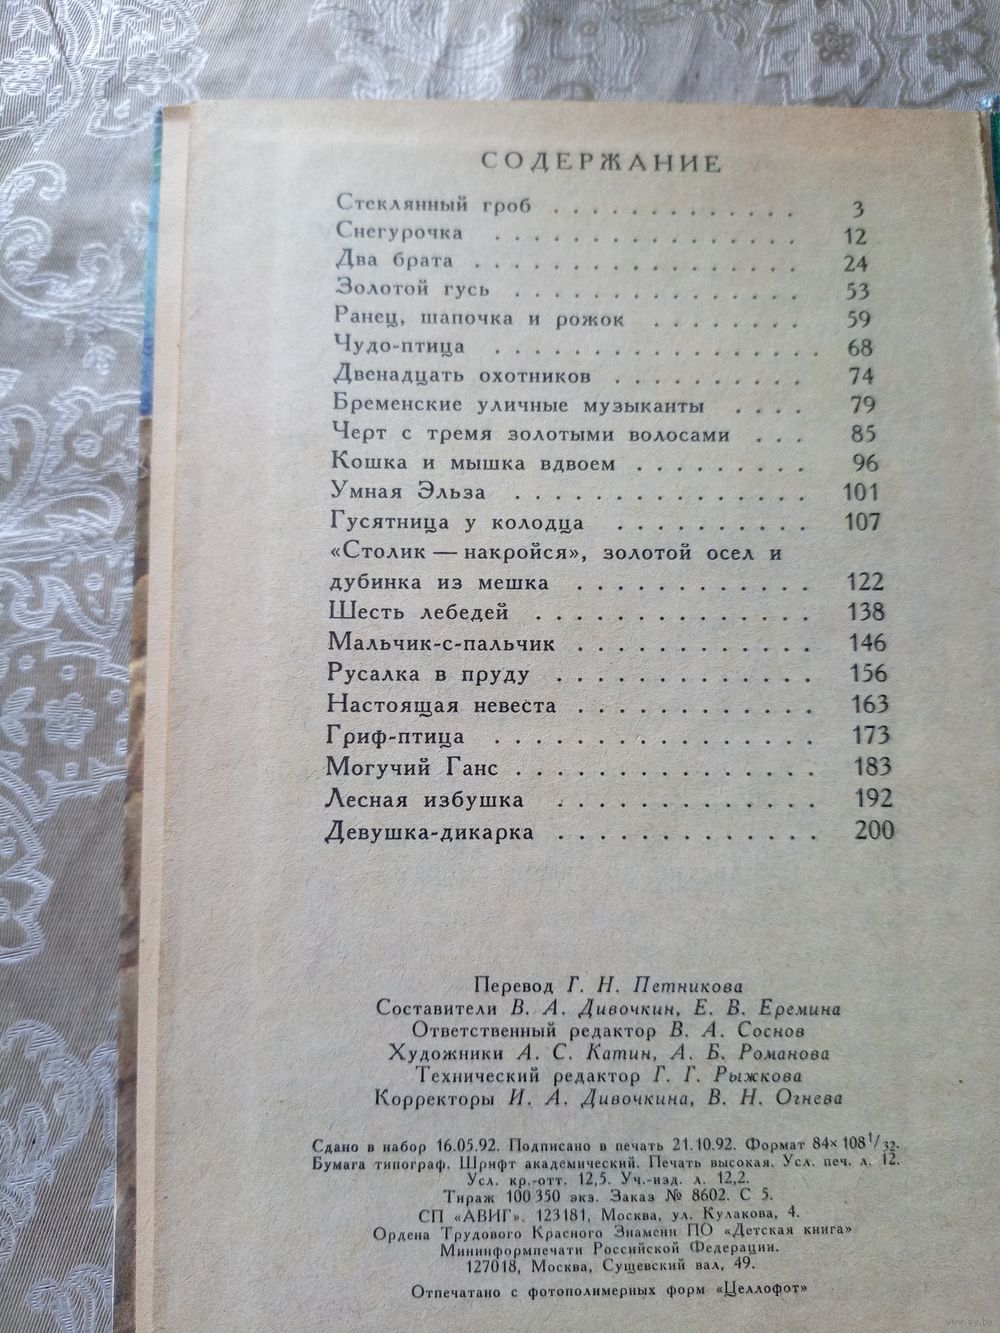 СОДЕРЖАНИЕ
Стеклянный гроб . . . . . . . . . . . . . 3
Снегурочка . . . . . . . . . . . . . . . . 12
Два брата . . . . . . . . . . . . . . . . . 24
Золотой гусь . . . . . . . . . . . . . . . 53
Ранец, шапочка и рожок . . . . . . . . 59
Чудо-птица . . . . . . . . . . . . . . . . . 68
Двенадцать охотников . . . . . . . . . . 74
Бременские уличные музыканты . . . . 79
Черт с тремя золотыми волосами . . . 85
Кошка и мышка вдвоем . . . . . . . . . 96
Умная Эльза . . . . . . . . . . . . . . . 101
Гусятница у колодца . . . . . . . . . . 107
«Столик — накройся», золотой осел и
дубинка из мешка . . . . . . . . . . . . 122
Шесть лебедей . . . . . . . . . . . . . . 138
Мальчик-с-пальчик . . . . . . . . . . . . 146
Русалка в пруду . . . . . . . . . . . . . 156
Настоящая невеста . . . . . . . . . . . . 163
Гриф-птица . . . . . . . . . . . . . . . . 173
Могучий Ганс . . . . . . . . . . . . . . . 183
Лесная избушка . . . . . . . . . . . . . 192
Девушка-дикарка . . . . . . . . . . . . . 200
Перевод Г. Н. Петникова
Составители В. А. Дивочкин, Е. В. Еремина
Ответственный редактор В. А. Соснов
Художники А. С. Катин, А. Б. Романова
Технический редактор Г. Г. Рыжкова
Корректоры И. А. Дивочкина, В. Н. Огнева
Сдано в набор 16.05.92. Подписано в печать 21.10.92. Формат 84×108 1/32.
Бумага типограф. Шрифт академический. Печать высокая. Усл. печ. л. 12.
Усл. кр.-отт. 12,5. Уч.-изд. л. 12,2.
Тираж 100 350 экз. Заказ № 8602. С 5.
СП «АВИГ». 123181, Москва, ул. Кулакова, 4.
Ордена Трудового Красного Знамени ПО «Детская книга»
Мининформпечати Российской Федерации.
127018, Москва, Сущевский вал, 49.
Отпечатано с фотополимерных форм «Целлофот»
www.ay.by